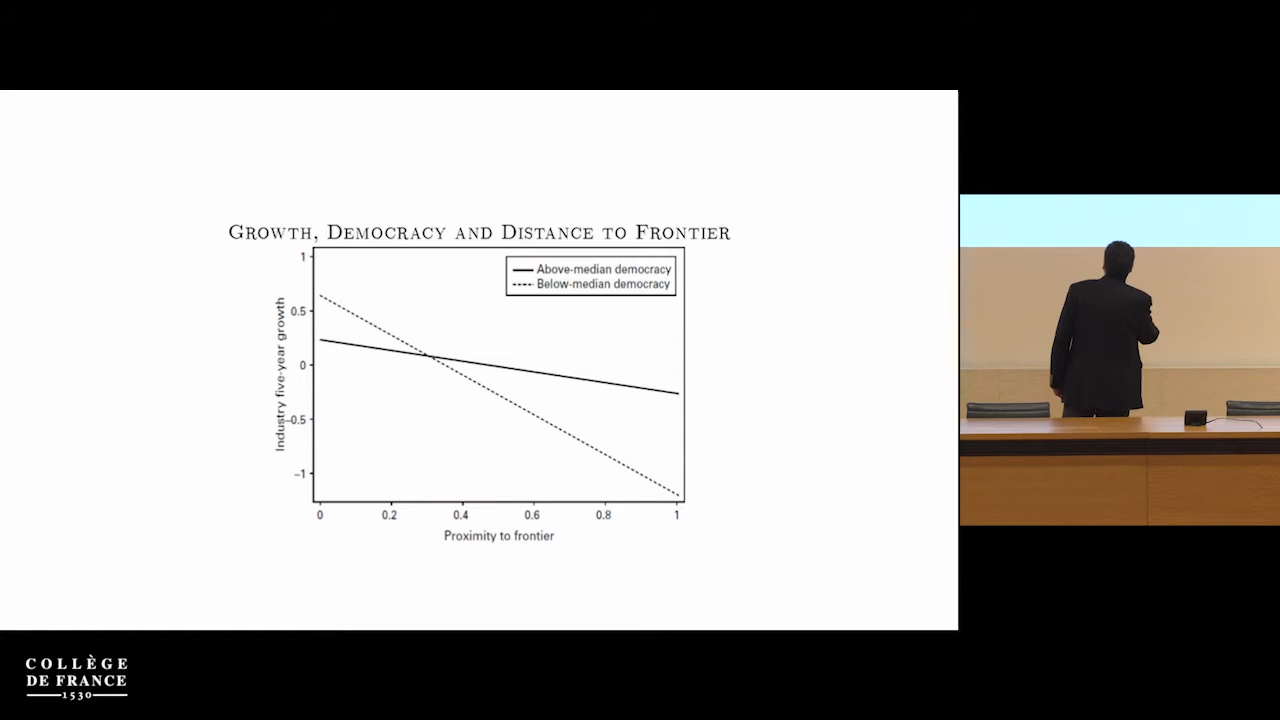 GROWTH, DEMOCRACY AND DISTANCE TO FRONTIER
Above-median democracy
Below-median democracy
Industry five-year growth
1
0.5
0
–0.5
–1
0 0.2 0.4 0.6 0.8 1
Proximity to frontier
COLLÈGE
DE FRANCE
1530